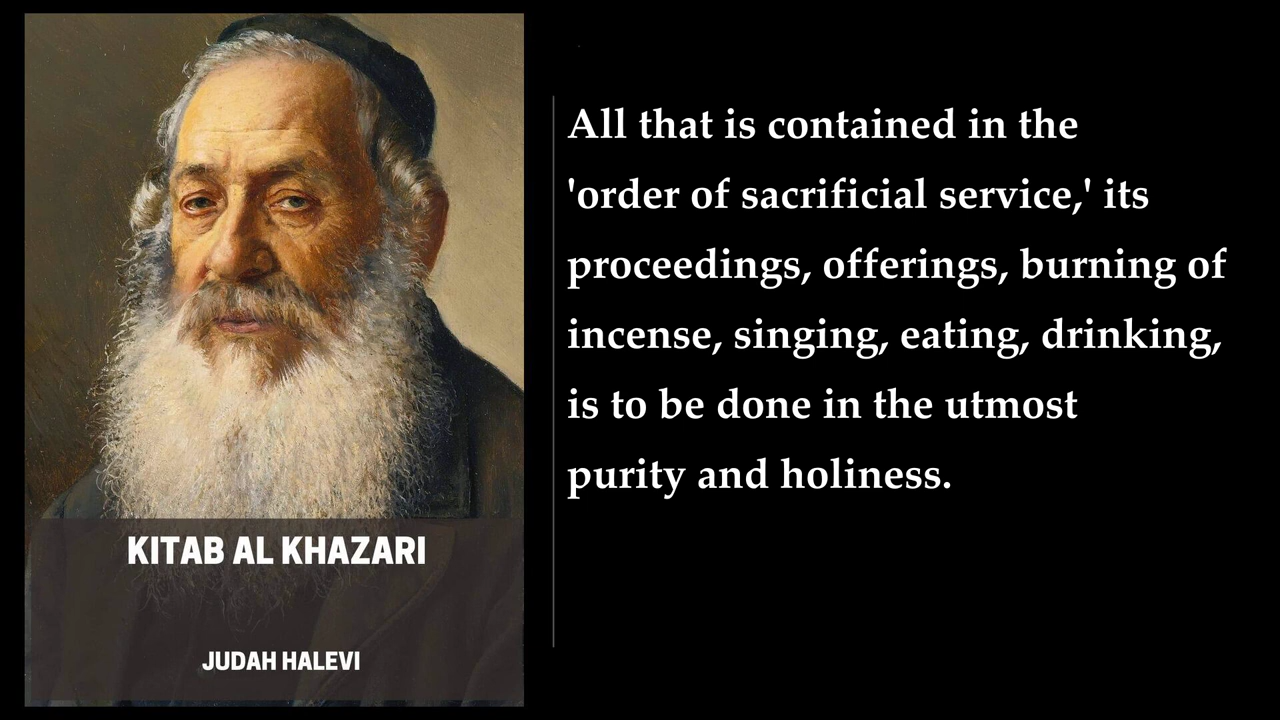 KITAB AL KHAZARI
JUDAH HALEVI
All that is contained in the
'order of sacrificial service,' its
proceedings, offerings, burning of
incense, singing, eating, drinking,
is to be done in the utmost
purity and holiness.